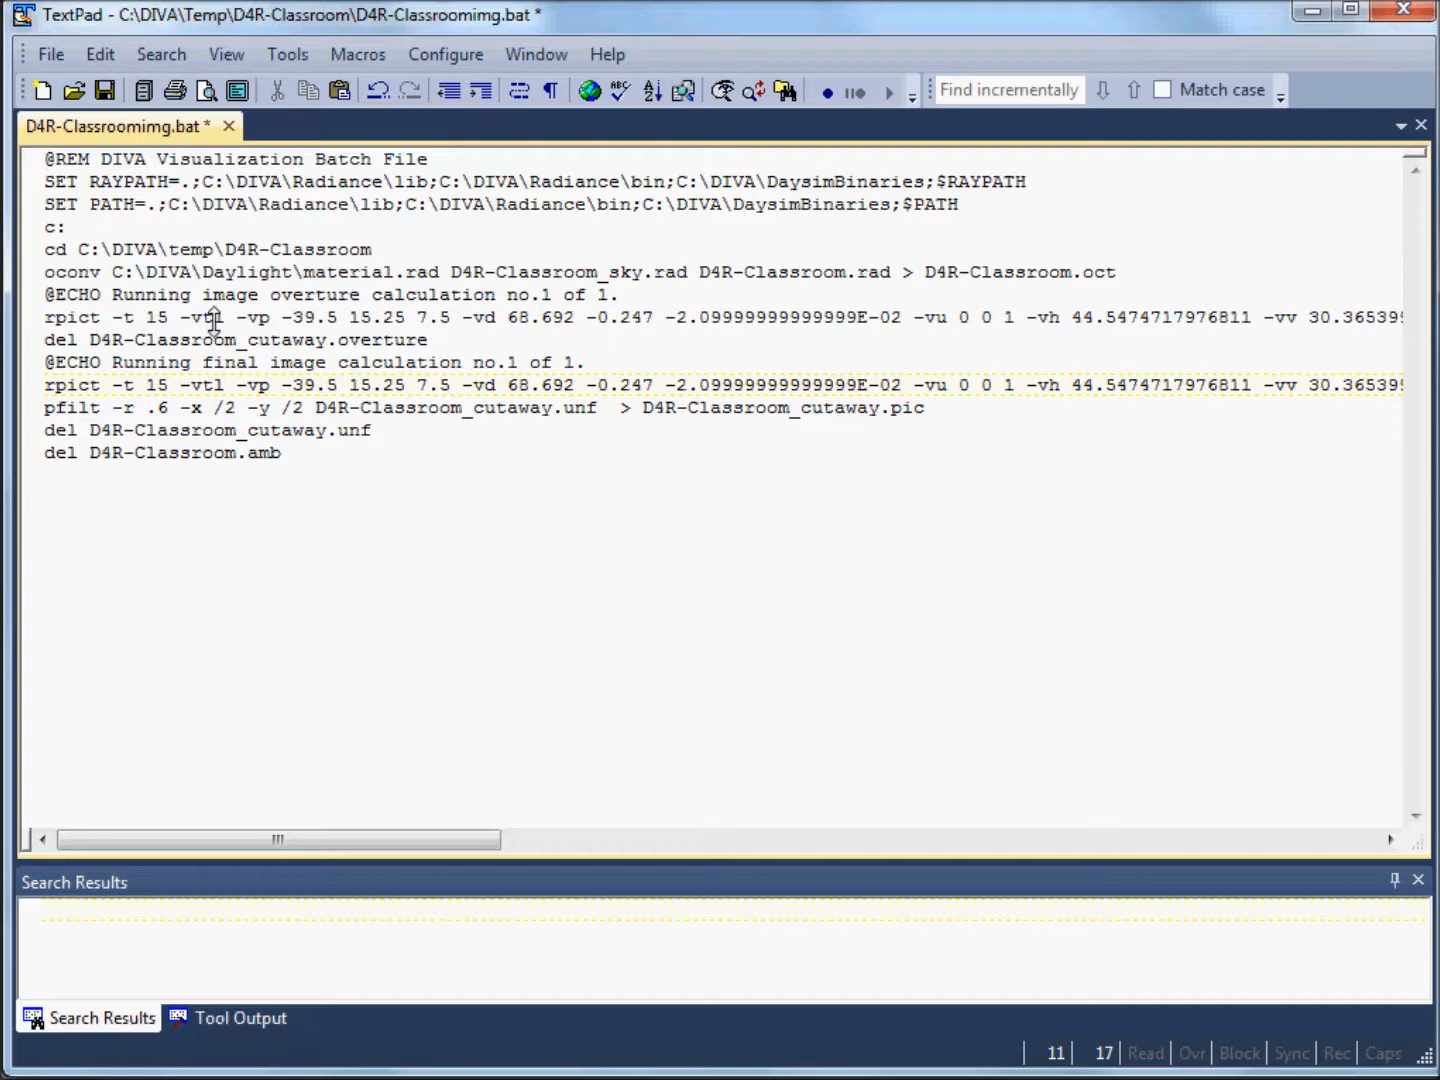 TextPad - C:\DIVA\Temp\D4R-Classroom\D4R-Classroomimg.bat *
File Edit Search View Tools Macros Configure Window Help
Find incrementally Match case
D4R-Classroomimg.bat *
@REM DIVA Visualization Batch File
SET RAYPATH=.;C:\DIVA\Radiance\lib;C:\DIVA\Radiance\bin;C:\DIVA\DaysimBinaries;$RAYPATH
SET PATH=.;C:\DIVA\Radiance\lib;C:\DIVA\Radiance\bin;C:\DIVA\DaysimBinaries;$PATH
c:
cd C:\DIVA\temp\D4R-Classroom
oconv C:\DIVA\Daylight\material.rad D4R-Classroom_sky.rad D4R-Classroom.rad > D4R-Classroom.oct
@ECHO Running image overture calculation no.1 of 1.
rpict -t 15 -vtl -vp -39.5 15.25 7.5 -vd 68.692 -0.247 -2.09999999999999E-02 -vu 0 0 1 -vh 44.5474717976811 -vv 30.365395
del D4R-Classroom_cutaway.overture
@ECHO Running final image calculation no.1 of 1.
rpict -t 15 -vtl -vp -39.5 15.25 7.5 -vd 68.692 -0.247 -2.09999999999999E-02 -vu 0 0 1 -vh 44.5474717976811 -vv 30.365395
pfilt -r .6 -x /2 -y /2 D4R-Classroom_cutaway.unf > D4R-Classroom_cutaway.pic
del D4R-Classroom_cutaway.unf
del D4R-Classroom.amb
Search Results
Search Results Tool Output
11 17 Read Ovr Block Sync Rec Caps